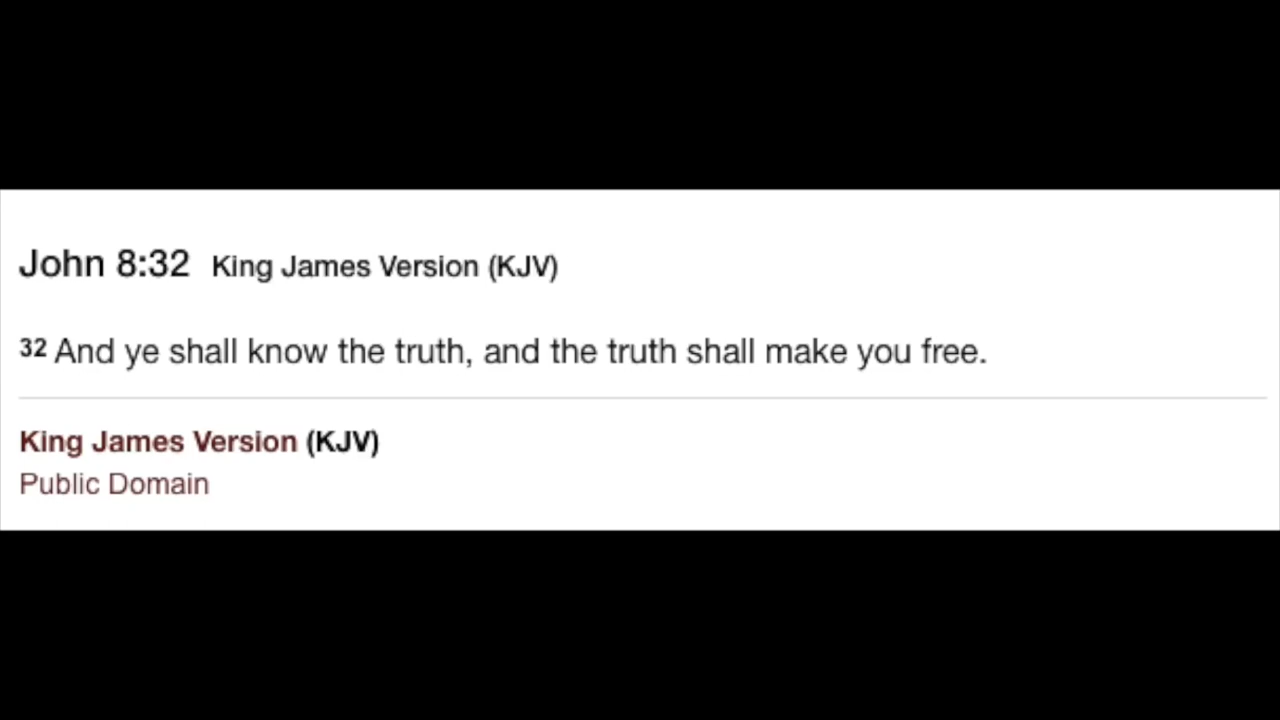 John 8:32 King James Version (KJV)
32 And ye shall know the truth, and the truth shall make you free.
King James Version (KJV)
Public Domain